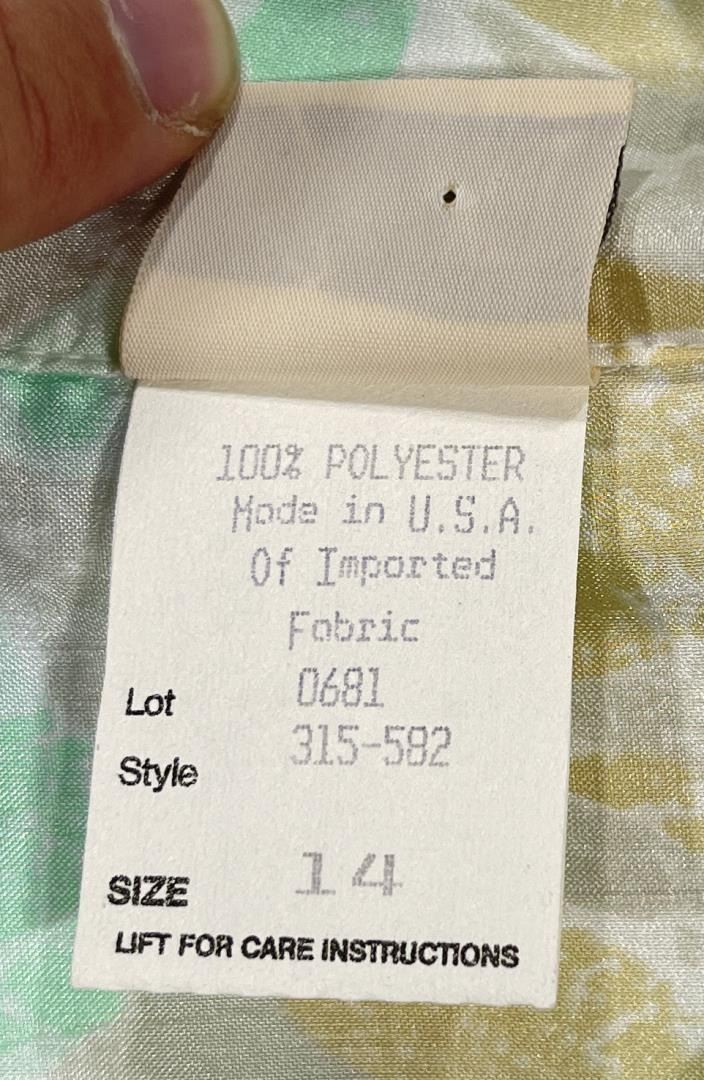 100% POLYESTER
Made in U.S.A.
Of Imported
Fabric
Lot 0681
Style 315-582
SIZE 14
LIFT FOR CARE INSTRUCTIONS